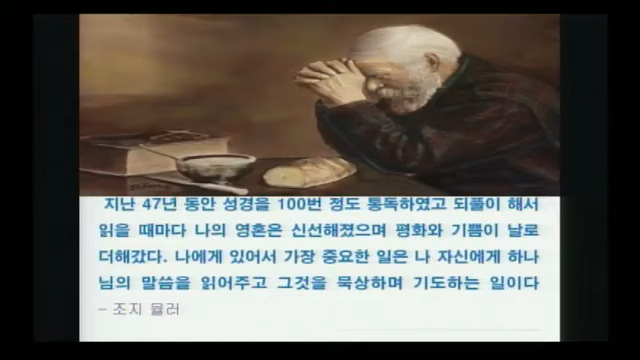 지난 47년 동안 성경을 100번 정도 통독하였고 되풀이 해서
읽을 때마다 나의 영혼은 신선해졌으며 평화와 기쁨이 날로
더해갔다. 나에게 있어서 가장 중요한 일은 나 자신에게 하나
님의 말씀을 읽어주고 그것을 묵상하며 기도하는 일이다
- 조지 뮬러